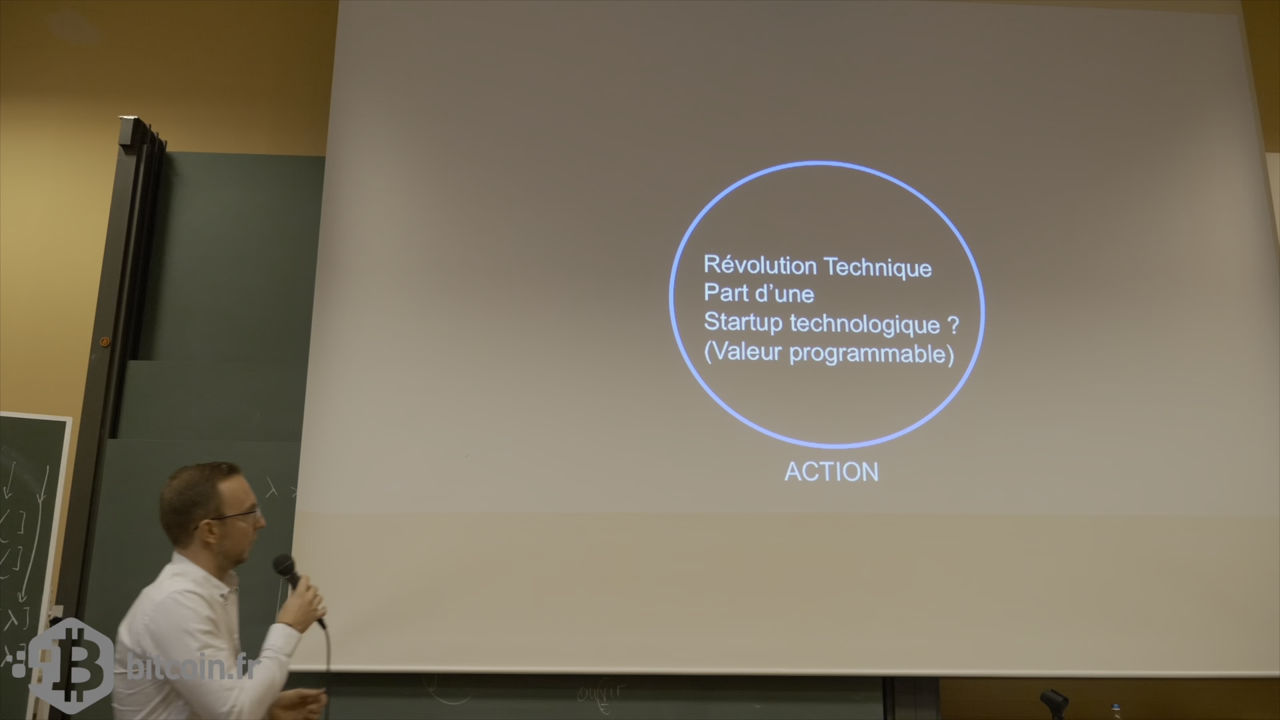 Révolution Technique
Part d'une
Startup technologique ?
(Valeur programmable)
ACTION
bitcoin.fr